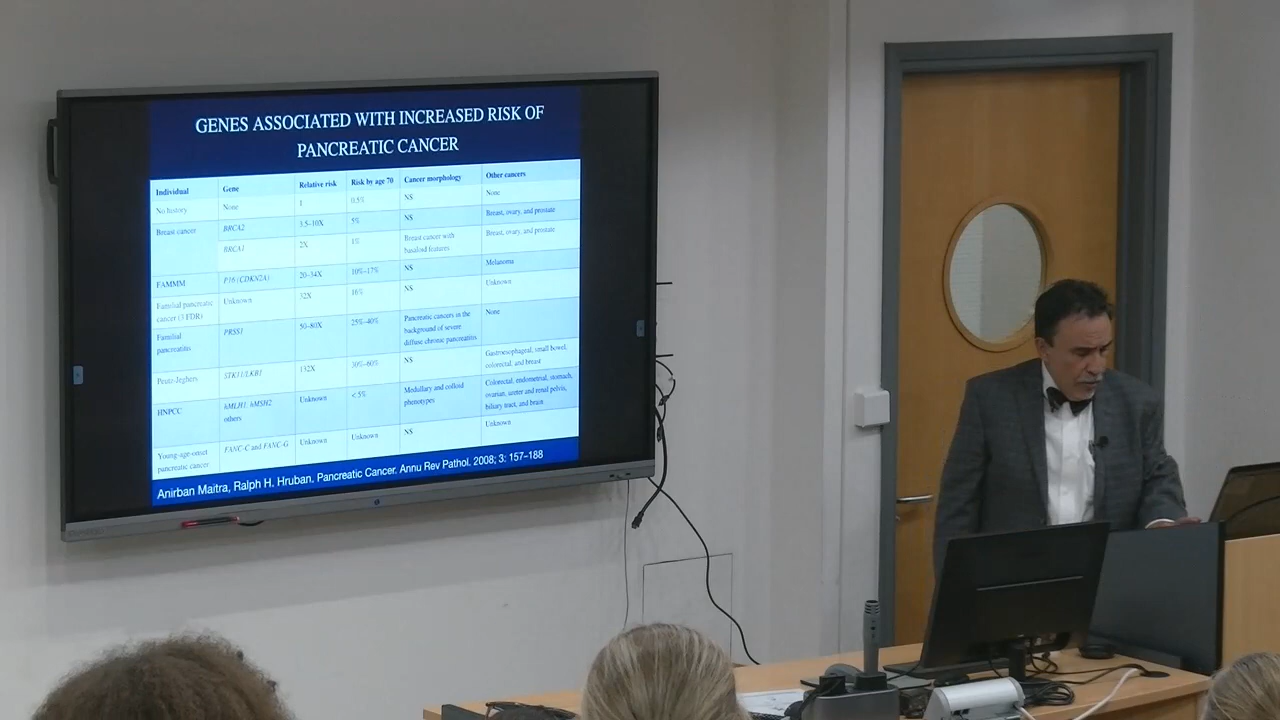 GENES ASSOCIATED WITH INCREASED RISK OF
PANCREATIC CANCER
Individual Gene Relative risk Risk by age 70 Cancer morphology Other cancers
No history None 1 0.5% NS None
Breast cancer BRCA2 3.5–10X 5% NS Breast, ovary, and prostate
BRCA1 2X 1% Breast cancer with Breast, ovary, and prostate
basaloid features
FAMMM P16 (CDKN2A) 20–34X 10%–17% NS Melanoma
Familial pancreatic Unknown 32X 16% NS Unknown
cancer (3 FDR)
Familial PRSS1 50–80X 25%–40% Pancreatic cancers in the None
pancreatitis background of severe
diffuse chronic pancreatitis
Peutz-Jeghers STK11/LKB1 132X 30%–60% NS Gastroesophageal, small bowel,
colorectal, and breast
HNPCC hMLH1, hMSH2 Unknown < 5% Medullary and colloid Colorectal, endometrial, stomach,
others phenotypes ovarian, ureter and renal pelvis,
biliary tract, and brain
Young-age-onset FANC-C and FANC-G Unknown Unknown NS Unknown
pancreatic cancer
Anirban Maitra, Ralph H. Hruban. Pancreatic Cancer. Annu Rev Pathol. 2008; 3: 157–188